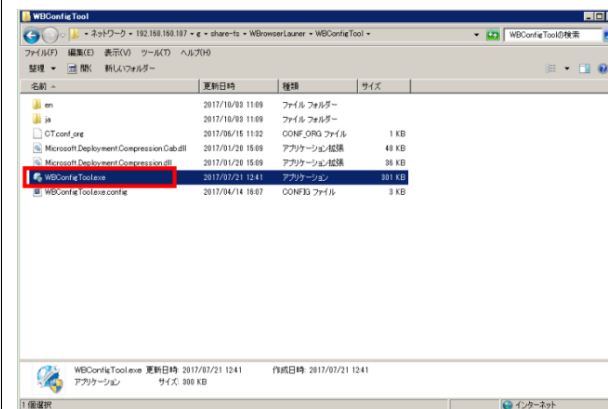 WBConfigTool
・ネットワーク・192.168.160.107・g・share-ts・WBrowserLauner・WBConfigTool・
WBConfigToolの検索
ファイル(F) 編集(E) 表示(V) ツール(T) ヘルプ(H)
整理 開く 新しいフォルダー
名前 更新日時 種類 サイズ
en 2017/10/03 11:09 ファイル フォルダー
ja 2017/10/03 11:09 ファイル フォルダー
CT.conf_org 2017/06/15 11:32 CONF_ORG ファイル 1 KB
Microsoft.Deployment.Compression.Cab.dll 2017/01/20 15:09 アプリケーション拡張 48 KB
Microsoft.Deployment.Compression.dll 2017/01/20 15:09 アプリケーション拡張 36 KB
WBConfigTool.exe 2017/07/21 12:41 アプリケーション 301 KB
WBConfigTool.exe.config 2017/04/14 18:07 CONFIG ファイル 3 KB
WBConfigTool.exe 更新日時: 2017/07/21 12:41 作成日時: 2017/07/21 12:41
アプリケーション サイズ: 300 KB
1 個選択 インターネット